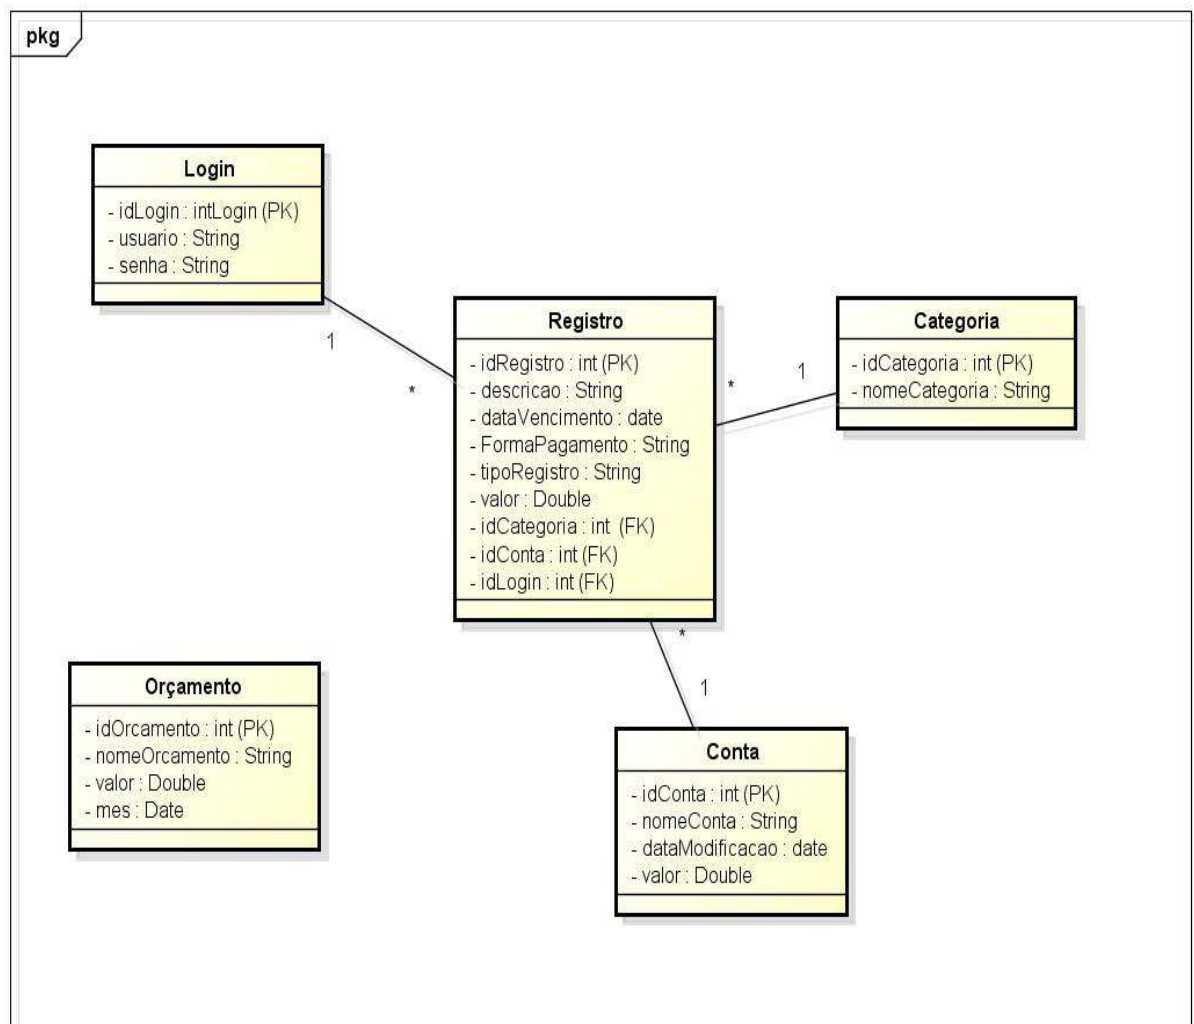 pkg
Login
- idLogin : intLogin (PK)
- usuario : String
- senha : String
1
*
Registro
- idRegistro : int (PK)
- descricao : String
- dataVencimento : date
- FormaPagamento : String
- tipoRegistro : String
- valor : Double
- idCategoria : int (FK)
- idConta : int (FK)
- idLogin : int (FK)
*
1
Categoria
- idCategoria : int (PK)
- nomeCategoria : String
*
1
Orçamento
- idOrcamento : int (PK)
- nomeOrcamento : String
- valor : Double
- mes : Date
Conta
- idConta : int (PK)
- nomeConta : String
- dataModificacao : date
- valor : Double